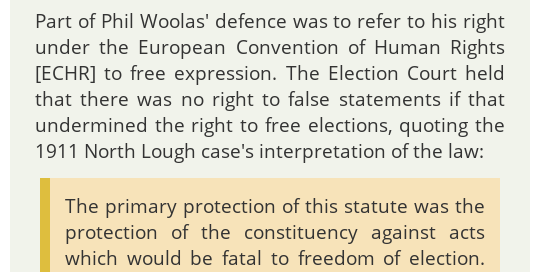 Part of Phil Woolas' defence was to refer to his right
under the European Convention of Human Rights
[ECHR] to free expression. The Election Court held
that there was no right to false statements if that
undermined the right to free elections, quoting the
1911 North Lough case's interpretation of the law:
The primary protection of this statute was the
protection of the constituency against acts
which would be fatal to freedom of election.